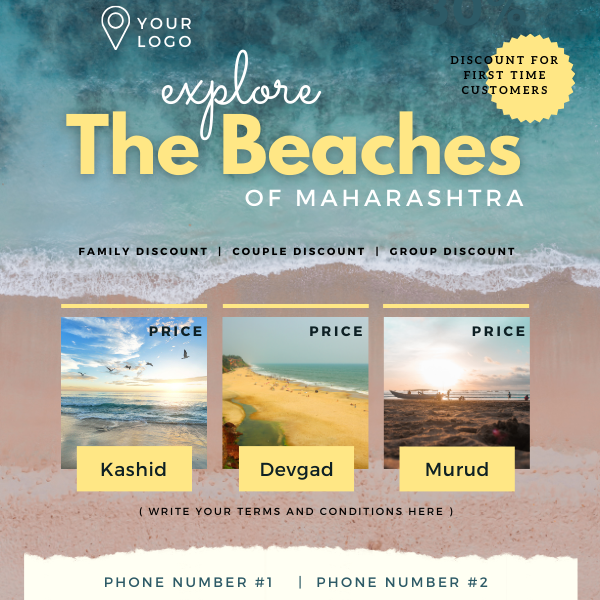 YOUR
LOGO
DISCOUNT FOR
FIRST TIME
CUSTOMERS
explore
The Beaches
OF MAHARASHTRA
FAMILY DISCOUNT | COUPLE DISCOUNT | GROUP DISCOUNT
PRICE PRICE PRICE
Kashid Devgad Murud
( WRITE YOUR TERMS AND CONDITIONS HERE )
PHONE NUMBER #1 | PHONE NUMBER #2